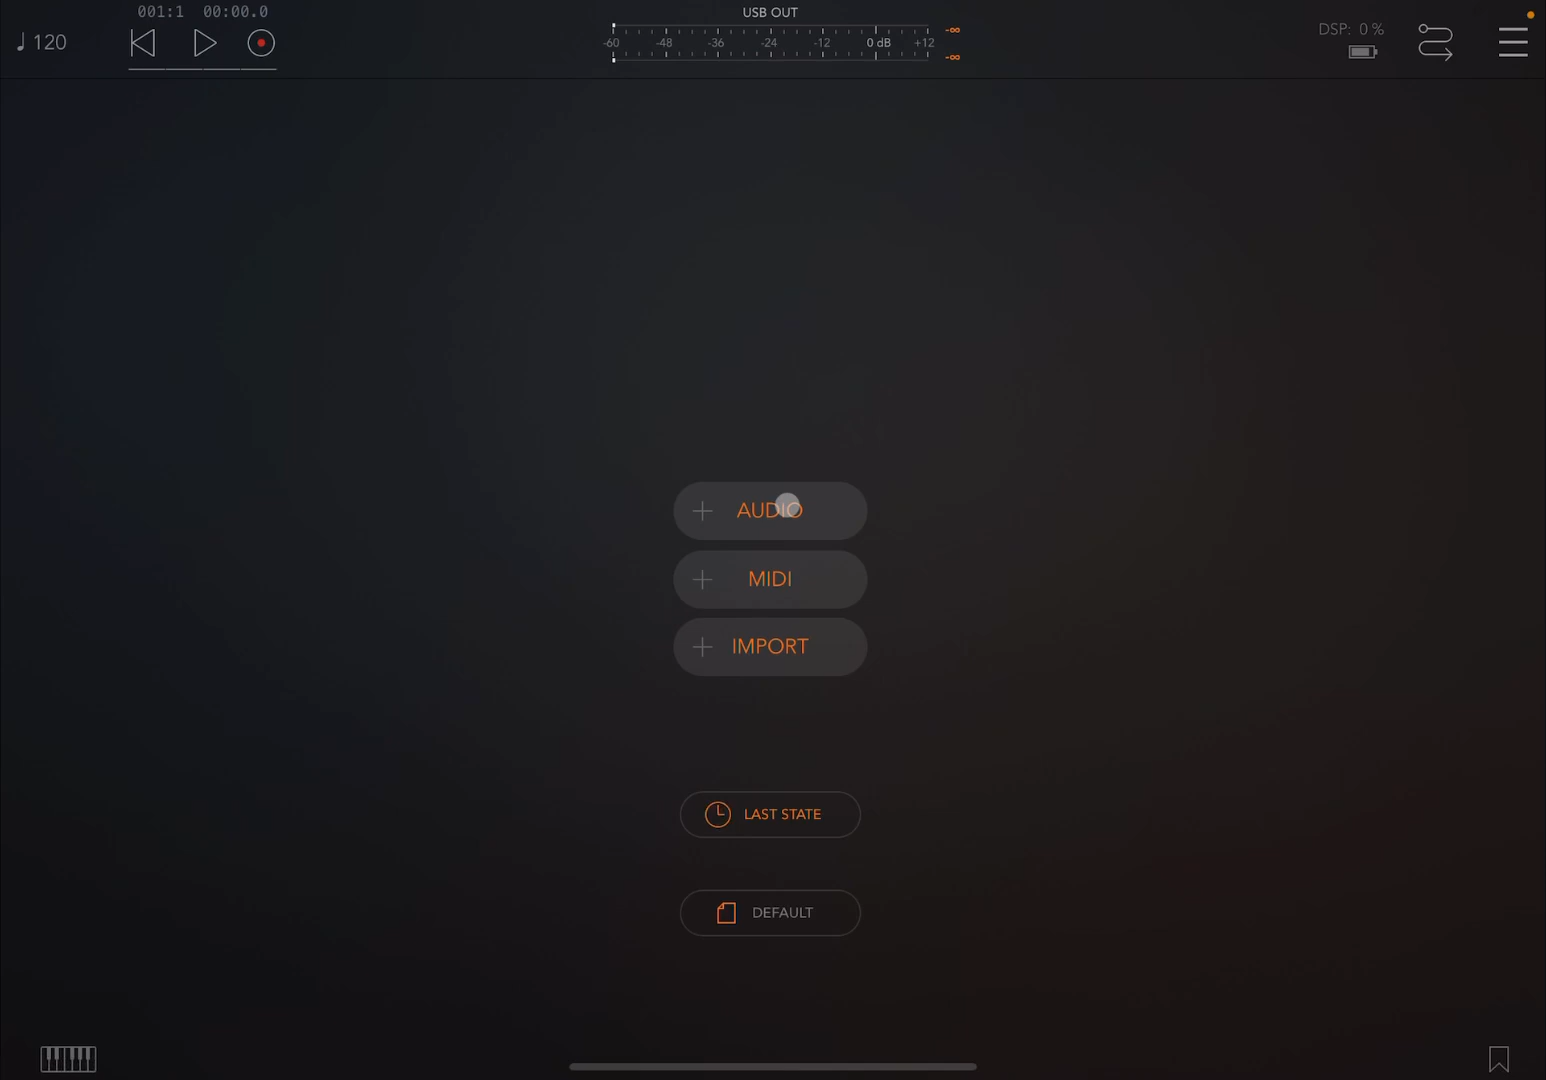 001:1 00:00.0
♩ 120
USB OUT
-60 -48 -36 -24 -12 0 dB +12
-∞
-∞
DSP: 0 %
+ AUDIO
+ MIDI
+ IMPORT
LAST STATE
DEFAULT